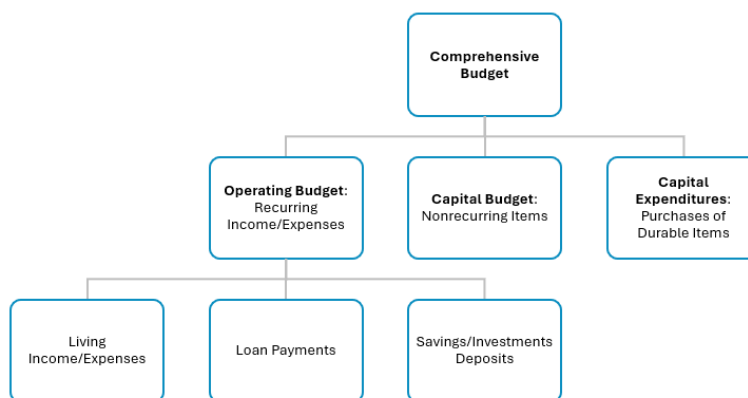 Comprehensive
Budget
Operating Budget:
Recurring
Income/Expenses
Capital Budget:
Nonrecurring Items
Capital
Expenditures:
Purchases of
Durable Items
Living
Income/Expenses
Loan Payments
Savings/Investments
Deposits